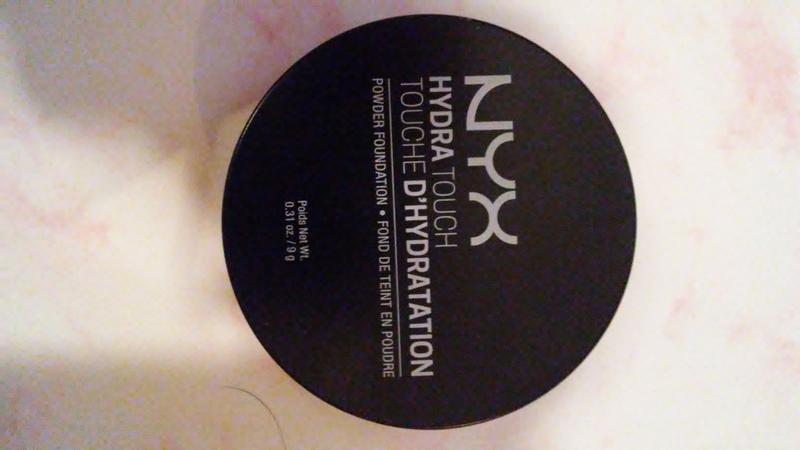 NYX
HYDRA TOUCH
TOUCHE D'HYDRATATION
POWDER FOUNDATION • FOND DE TEINT EN POUDRE
Poids Net Wt.
0.31 oz. / 9 g